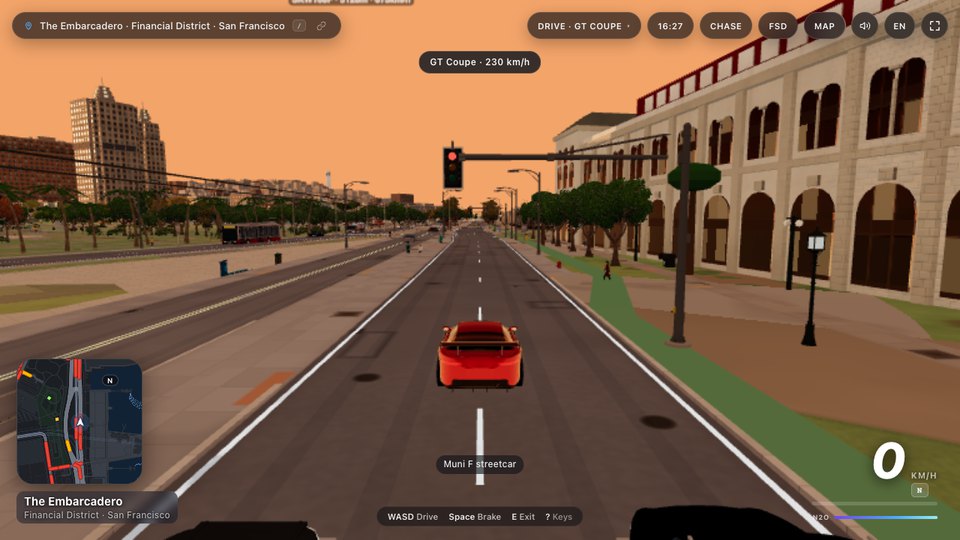 The Embarcadero · Financial District · San Francisco /
DRIVE · GT COUPE
16:27
CHASE
FSD
MAP
EN
GT Coupe · 230 km/h
N
Muni F streetcar
The Embarcadero
Financial District · San Francisco
WASD Drive Space Brake E Exit ? Keys
0 KM/H
N
N2O